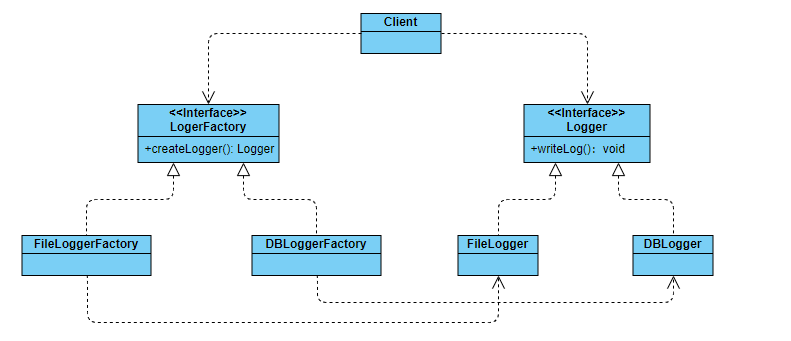 Client
<<Interface>>
LogerFactory
+createLogger(): Logger
<<Interface>>
Logger
+writeLog()：void
FileLoggerFactory
DBLoggerFactory
FileLogger
DBLogger